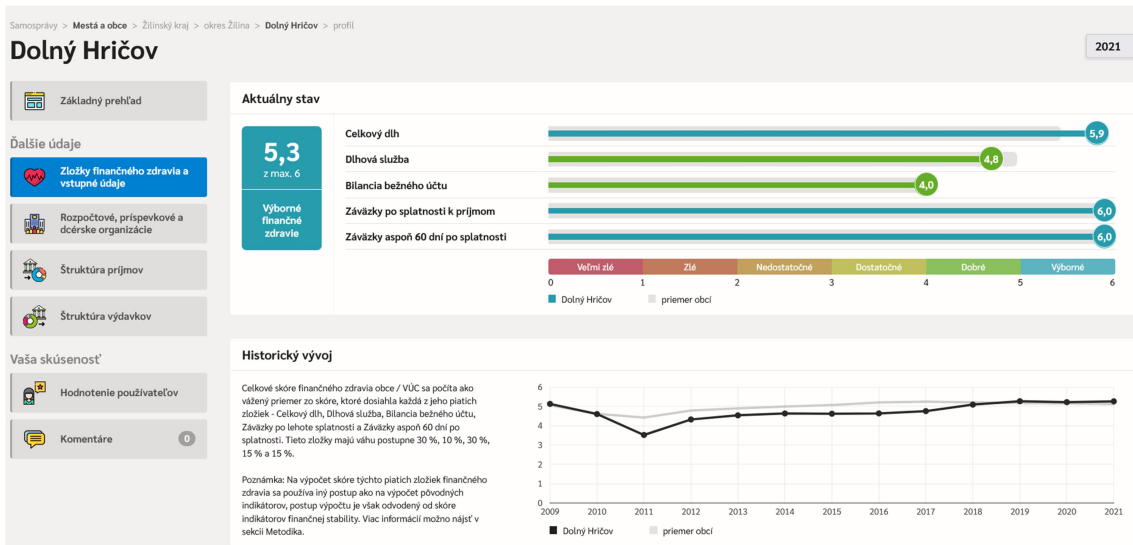 Samosprávy > Mestá a obce > Žilinský kraj > okres Žilina > Dolný Hričov > profil
Dolný Hričov
2021
Základný prehľad
Ďalšie údaje
Zložky finančného zdravia a
vstupné údaje
Rozpočtové, príspevkové a
dcérske organizácie
Štruktúra príjmov
Štruktúra výdavkov
Vaša skúsenosť
Hodnotenie používateľov
Komentáre 0
Aktuálny stav
5,3
z max. 6
Výborné
finančné
zdravie
Celkový dlh 5,9
Dlhová služba 4,8
Bilancia bežného účtu 4,0
Záväzky po splatnosti k príjmom 6,0
Záväzky aspoň 60 dní po splatnosti 6,0
Veľmi zlé Zlé Nedostatočné Dostatočné Dobré Výborné
0 1 2 3 4 5 6
Dolný Hričov priemer obcí
Historický vývoj
Celkové skóre finančného zdravia obce / VÚC sa počíta ako
vážený priemer zo skóre, ktoré dosiahla každá z jeho piatich
zložiek - Celkový dlh, Dlhová služba, Bilancia bežného účtu,
Záväzky po lehote splatnosti a Záväzky aspoň 60 dní po
splatnosti. Tieto zložky majú váhu postupne 30 %, 10 %, 30 %,
15 % a 15 %.
Poznámka: Na výpočet skóre týchto piatich zložiek finančného
zdravia sa používa iný postup ako na výpočet pôvodných
indikátorov, postup výpočtu je však odvodený od skóre
indikátorov finančnej stability. Viac informácií možno nájsť v
sekcii Metodika.
6
5
4
3
2
1
0
2009 2010 2011 2012 2013 2014 2015 2016 2017 2018 2019 2020 2021
Dolný Hričov priemer obcí